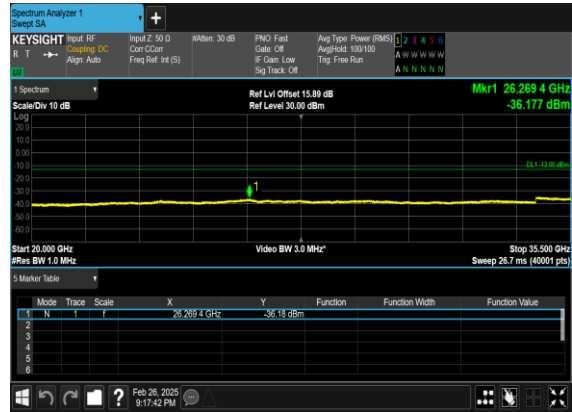 Spectrum Analyzer 1
Swept SA
+
KEYSIGHT Input: RF Input Z: 50 Ω #Atten: 30 dB PNO: Fast Avg Type: Power (RMS) 1 2 3 4 5 6
R T Coupling: DC Corr CCorr Gate: Off Avg|Hold: 100/100 A W W W W W
Align: Auto Freq Ref: Int (S) IF Gain: Low Trig: Free Run A N N N N N
Sig Track: Off
1 Spectrum Ref Lvl Offset 15.89 dB Mkr1 26.269 4 GHz
Scale/Div 10 dB Ref Level 30.00 dBm -36.177 dBm
Log
20.0
10.0
0.00
-10.0 DL1 -13.00 dBm
-20.0
-30.0 1
-40.0
-50.0
-60.0
Start 20.000 GHz Video BW 3.0 MHz* Stop 35.500 GHz
#Res BW 1.0 MHz Sweep 26.7 ms (40001 pts)
5 Marker Table
Mode Trace Scale X Y Function Function Width Function Value
1 N 1 f 26.269 4 GHz -36.18 dBm
2
3
4
5
6
? Feb 26, 2025
9:17:42 PM